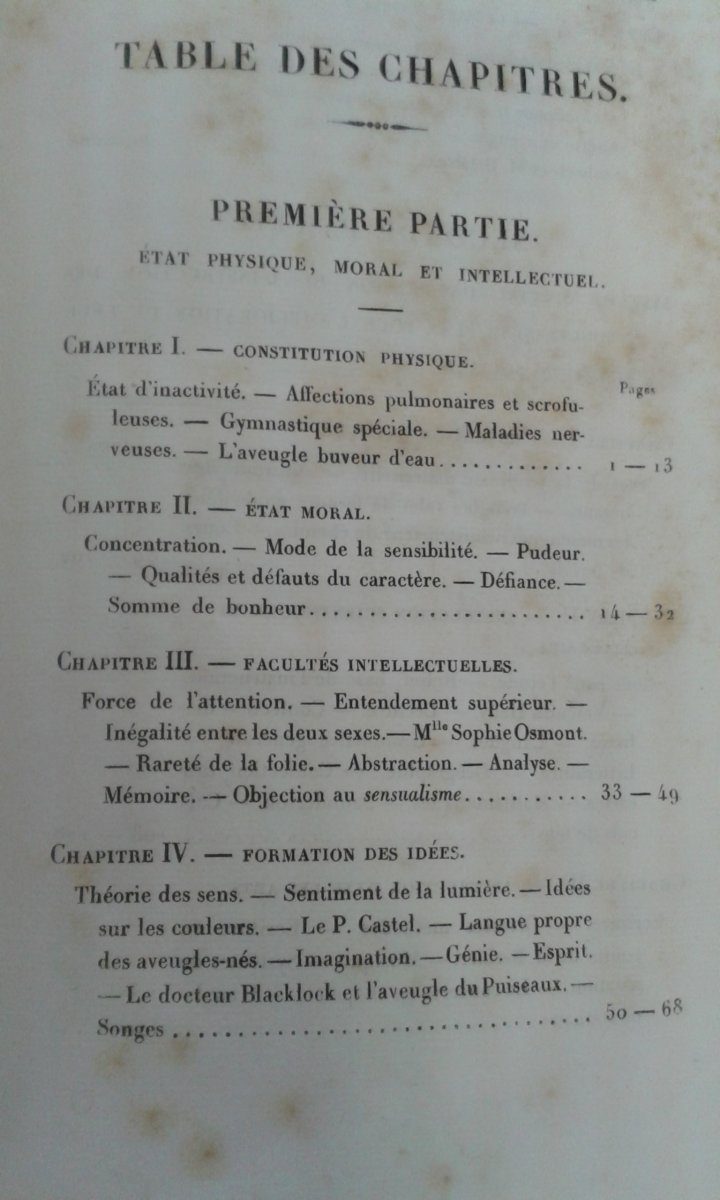 TABLE DES CHAPITRES.
PREMIÈRE PARTIE.
ÉTAT PHYSIQUE, MORAL ET INTELLECTUEL.
CHAPITRE I. — CONSTITUTION PHYSIQUE.
Pages
État d'inactivité. — Affections pulmonaires et scrofu-
leuses. — Gymnastique spéciale. — Maladies ner-
veuses. — L'aveugle buveur d'eau............. 1 — 13
CHAPITRE II. — ÉTAT MORAL.
Concentration. — Mode de la sensibilité. — Pudeur.
— Qualités et défauts du caractère. — Défiance. —
Somme de bonheur......................... 14 — 32
CHAPITRE III. — FACULTÉS INTELLECTUELLES.
Force de l'attention. — Entendement supérieur. —
Inégalité entre les deux sexes. — Mlle Sophie Osmont.
— Rareté de la folie. — Abstraction. — Analyse. —
Mémoire. — Objection au sensualisme........... 33 — 49
CHAPITRE IV. — FORMATION DES IDÉES.
Théorie des sens. — Sentiment de la lumière. — Idées
sur les couleurs. — Le P. Castel. — Langue propre
des aveugles-nés. — Imagination. — Génie. — Esprit.
— Le docteur Blacklock et l'aveugle du Puiseaux. —
Songes .................................... 50 — 68